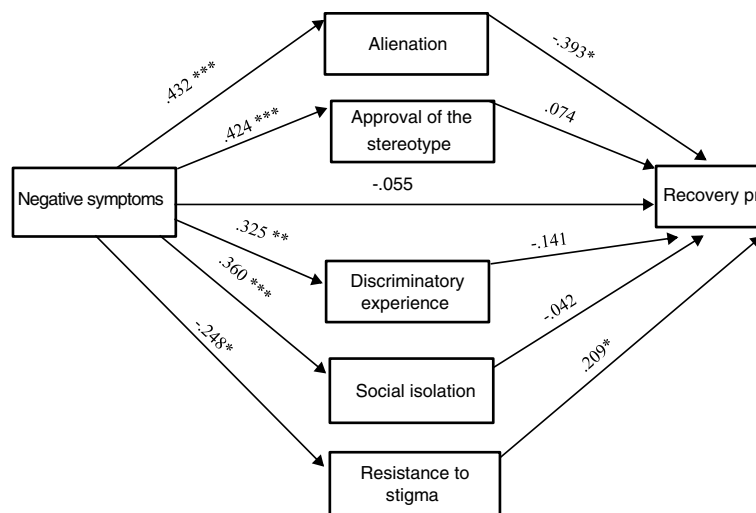 Alienation
.432 ***
-.393*
Approval of the
stereotype
.424 ***
.074
Negative symptoms
-.055
Recovery pr
.325 **
-.141
Discriminatory
experience
.360 ***
-.042
Social isolation
-.248*
.209*
Resistance to
stigma